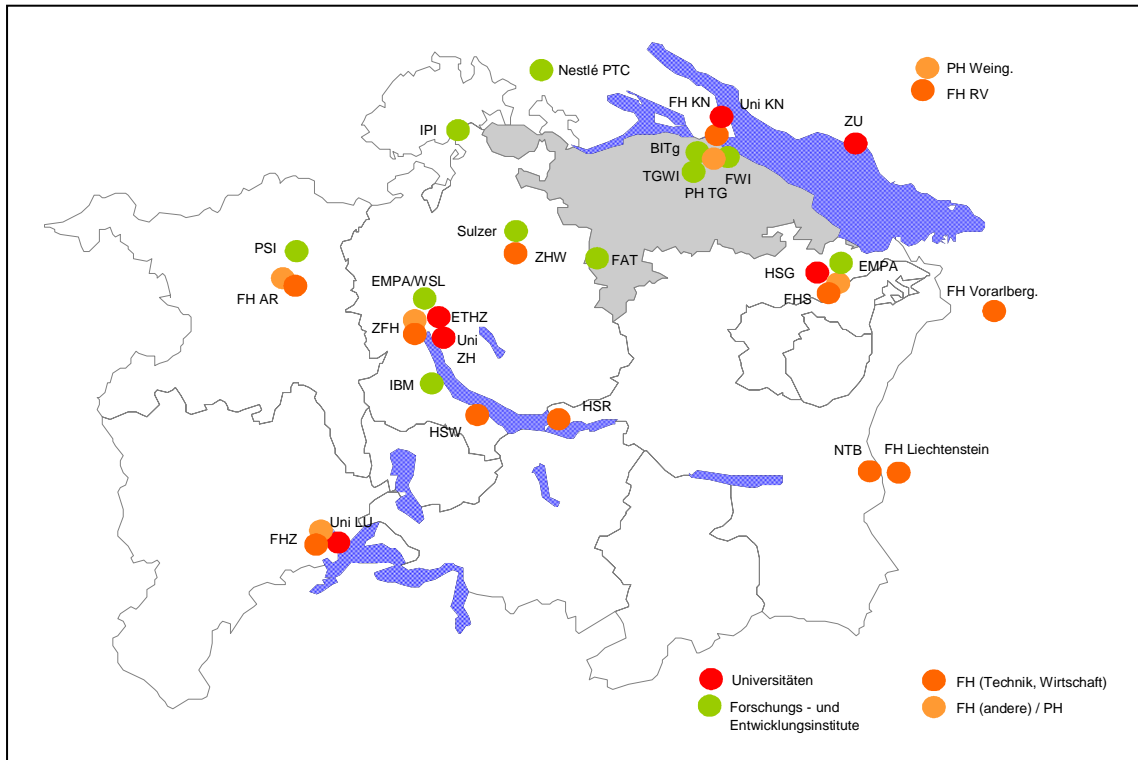 Nestlé PTC
PH Weing.
FH RV
FH KN
Uni KN
ZU
IPI
BITg
TGWI
FWI
PH TG
PSI
Sulzer
ZHW
FAT
HSG
EMPA
FHS
FH Vorarlberg.
FH AR
EMPA/WSL
ETHZ
ZFH
Uni
ZH
IBM
HSW
HSR
NTB
FH Liechtenstein
Uni LU
FHZ
Universitäten
FH (Technik, Wirtschaft)
Forschungs - und
Entwicklungsinstitute
FH (andere) / PH